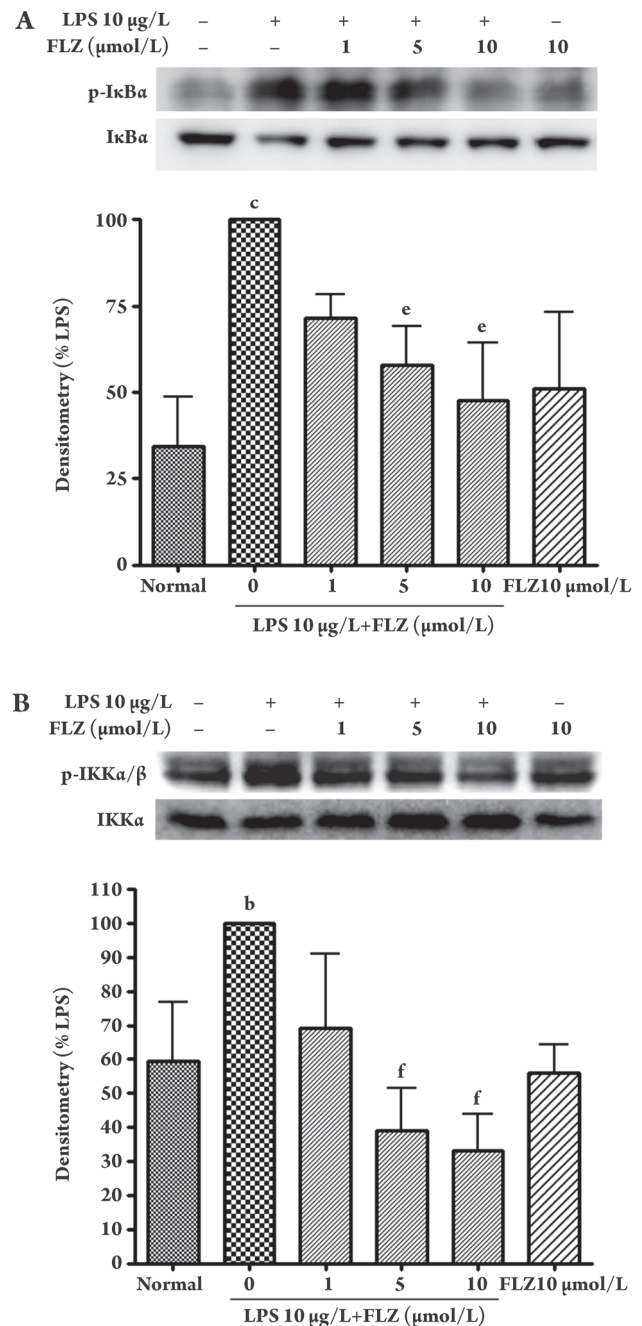 A
LPS 10 µg/L – + + + + –
FLZ (µmol/L) – – 1 5 10 10
p-IκBα
IκBα
Densitometry (% LPS)
100
75
50
25
0
c
e
e
Normal 0 1 5 10 FLZ10 µmol/L
LPS 10 µg/L+FLZ (µmol/L)
B
LPS 10 µg/L – + + + + –
FLZ (µmol/L) – – 1 5 10 10
p-IKKα/β
IKKα
Densitometry (% LPS)
110
100
90
80
70
60
50
40
30
20
10
0
b
f
f
Normal 0 1 5 10 FLZ10 µmol/L
LPS 10 µg/L+FLZ (µmol/L)